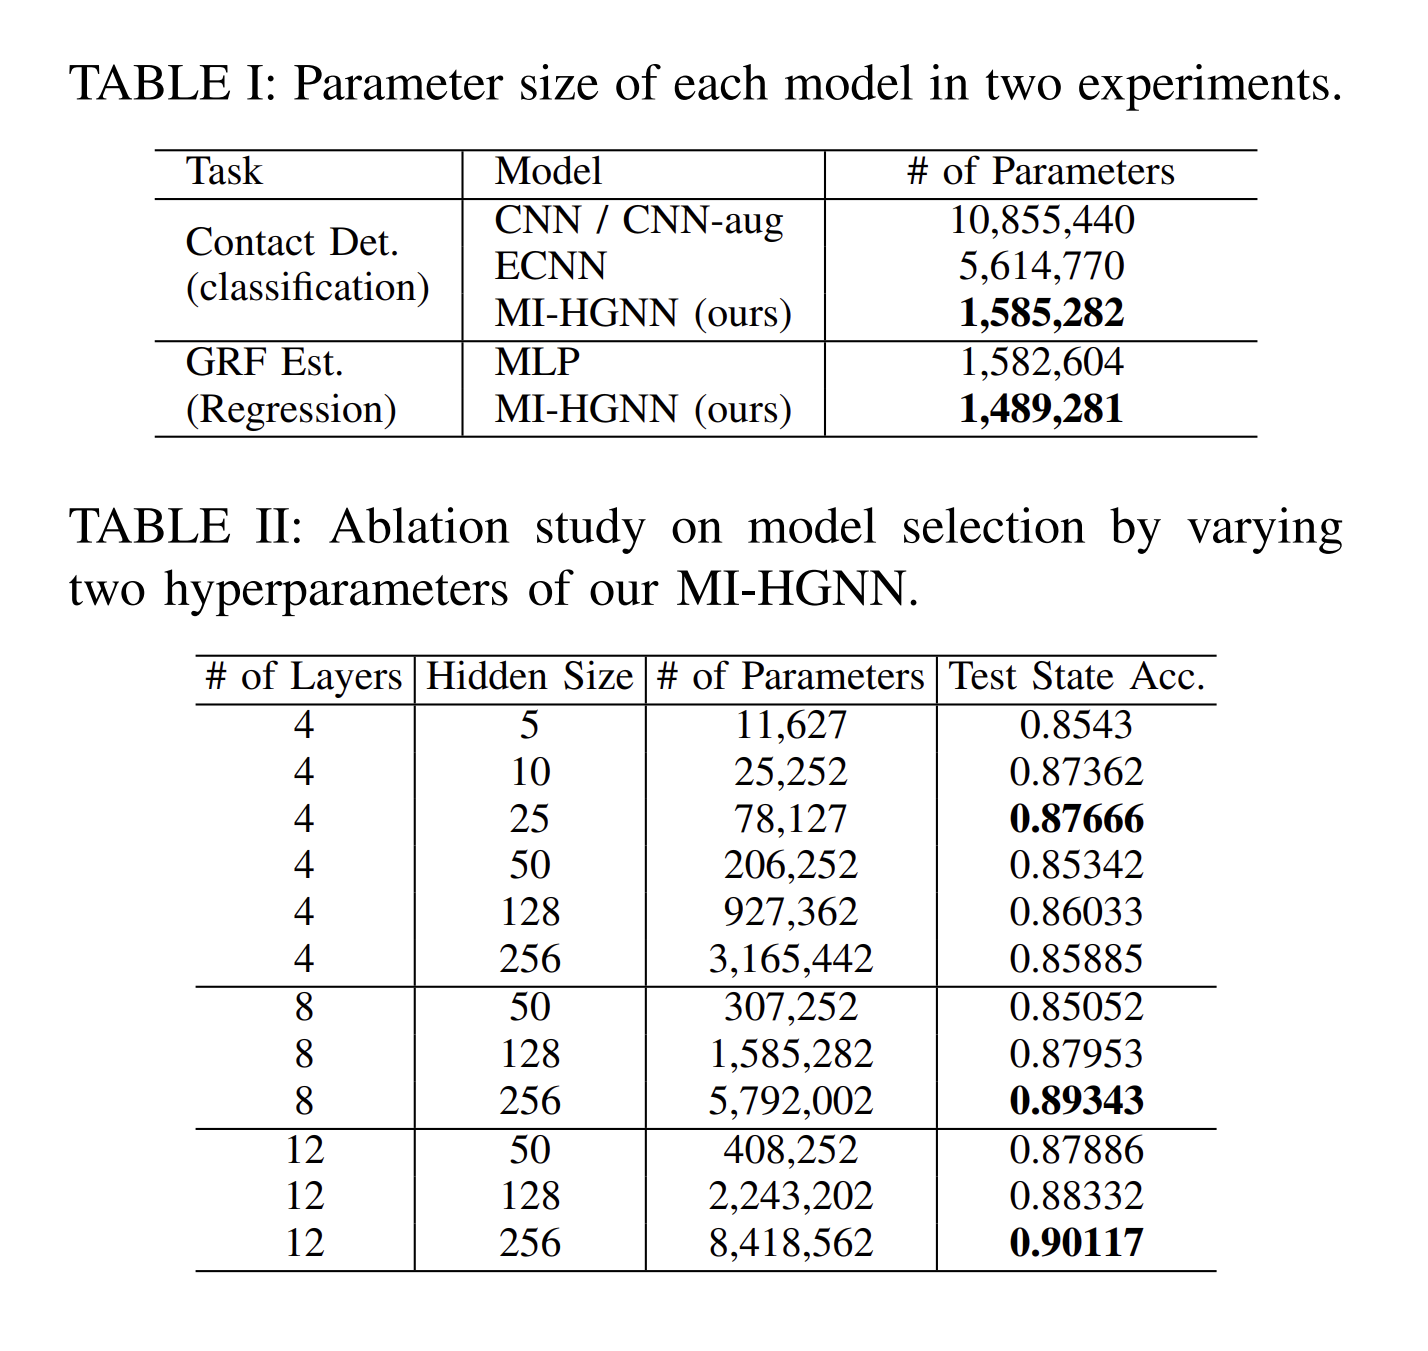 TABLE I: Parameter size of each model in two experiments.
Task Model # of Parameters
Contact Det. (classification) CNN / CNN-aug 10,855,440
ECNN 5,614,770
MI-HGNN (ours) 1,585,282
GRF Est. MLP 1,582,604
(Regression) MI-HGNN (ours) 1,489,281
TABLE II: Ablation study on model selection by varying
two hyperparameters of our MI-HGNN.
# of Layers Hidden Size # of Parameters Test State Acc.
4 5 11,627 0.8543
4 10 25,252 0.87362
4 25 78,127 0.87666
4 50 206,252 0.85342
4 128 927,362 0.86033
4 256 3,165,442 0.85885
8 50 307,252 0.85052
8 128 1,585,282 0.87953
8 256 5,792,002 0.89343
12 50 408,252 0.87886
12 128 2,243,202 0.88332
12 256 8,418,562 0.90117